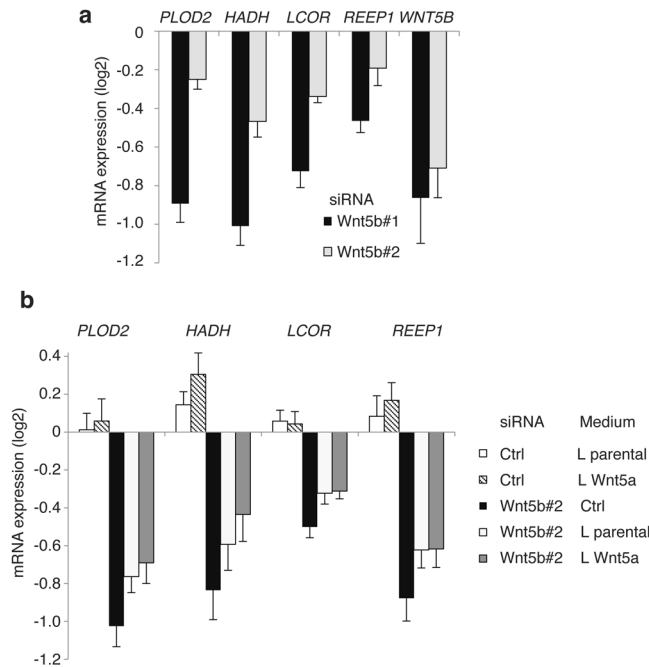 a
PLOD2 HADH LCOR REEP1 WNT5B
mRNA expression (log2)
0
-0.2
-0.4
-0.6
-0.8
-1.0
-1.2
siRNA
Wnt5b#1
Wnt5b#2
b
PLOD2 HADH LCOR REEP1
mRNA expression (log2)
0.4
0.2
0
-0.2
-0.4
-0.6
-0.8
-1.0
-1.2
siRNA Medium
Ctrl L parental
Ctrl L Wnt5a
Wnt5b#2 Ctrl
Wnt5b#2 L parental
Wnt5b#2 L Wnt5a